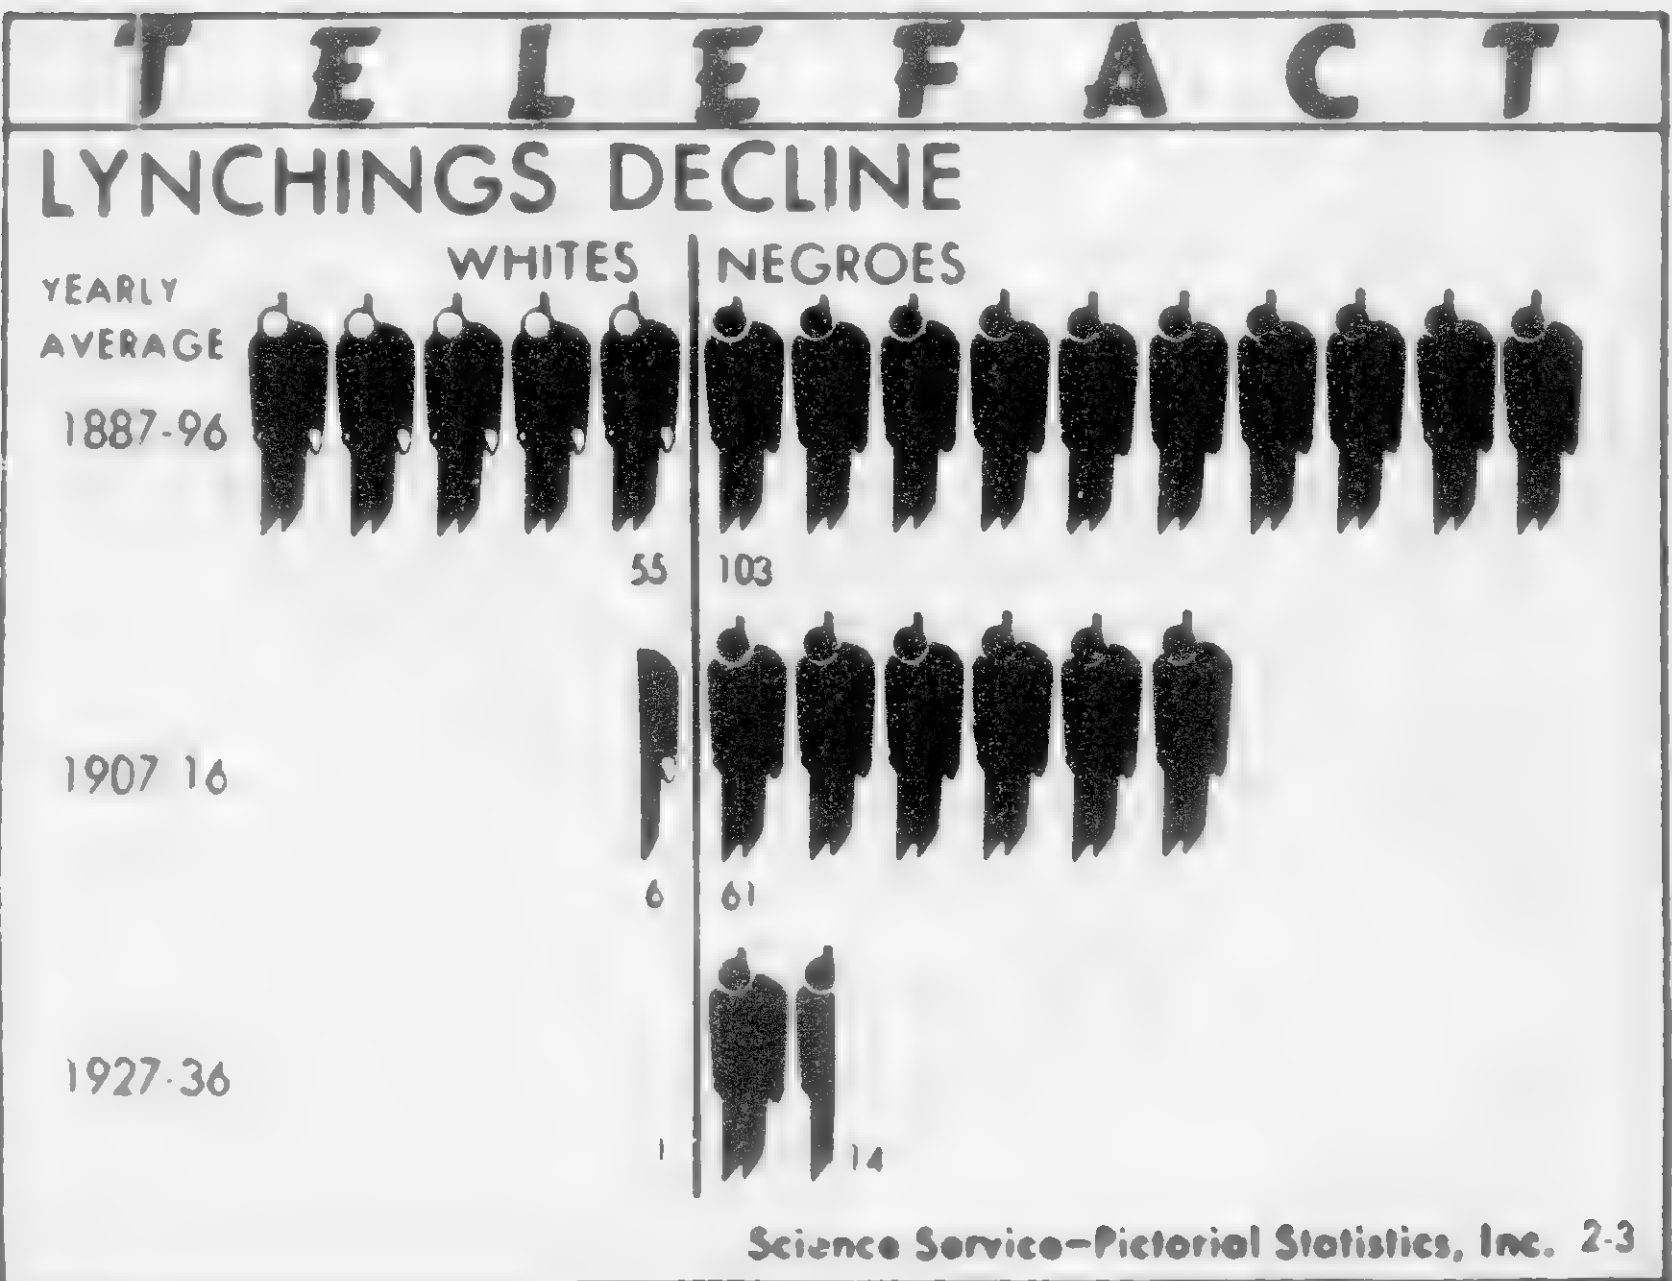 TELEFACT
LYNCHINGS DECLINE
WHITES NEGROES
YEARLY
AVERAGE
1887-96
55 103
1907 16
6 61
1927-36
1 14
Science Service-Pictorial Statistics, Inc. 2-3